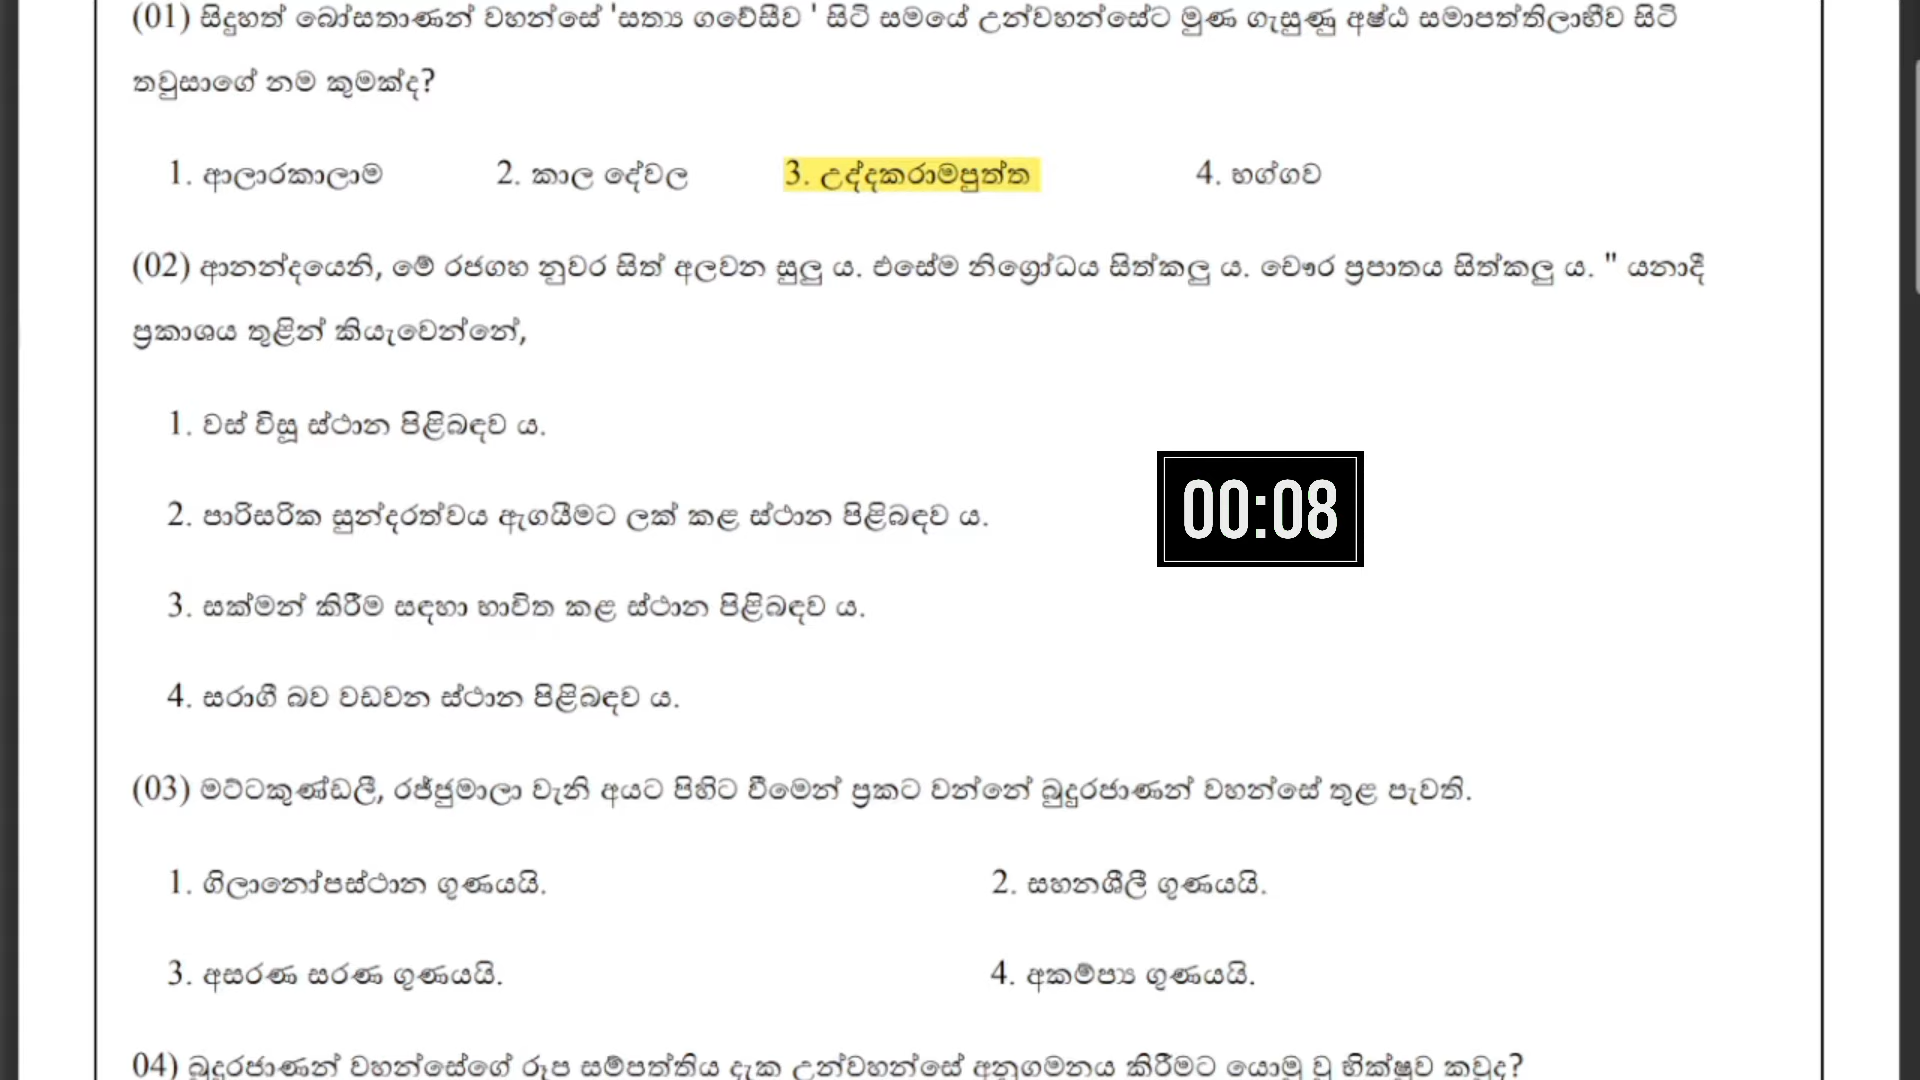 (01) සිදුහත් බෝසතාණන් වහන්සේ 'සත්‍ය ගවේසීව ' සිටි සමයේ උන්වහන්සේට මුණ ගැසුණු අෂ්ඨ සමාපත්තිලාභීව සිටි
තවුසාගේ නම කුමක්ද?
1. ආලාරකාලාම 2. කාල දේවල 3. උද්දකරාමපුත්ත 4. භග්ගව
(02) ආනන්දයෙනි, මේ රජගහ නුවර සිත් අලවන සුලු ය. එසේම නිග්‍රෝධය සිත්කලු ය. චෞර ප්‍රපාතය සිත්කලු ය. " යනාදී
ප්‍රකාශය තුළින් කියැවෙන්නේ,
1. වස් විසූ ස්ථාන පිළිබඳව ය.
2. පාරිසරික සුන්දරත්වය ඇගයීමට ලක් කළ ස්ථාන පිළිබඳව ය.
00:08
3. සක්මන් කිරීම සඳහා භාවිත කළ ස්ථාන පිළිබඳව ය.
4. සරාගී බව වඩවන ස්ථාන පිළිබඳව ය.
(03) මට්ටකුණ්ඩලී, රජ්ජුමාලා වැනි අයට පිහිට වීමෙන් ප්‍රකට වන්නේ බුදුරජාණන් වහන්සේ තුළ පැවති.
1. ගිලානෝපස්ථාන ගුණයයි. 2. සහනශීලී ගුණයයි.
3. අසරණ සරණ ගුණයයි. 4. අකම්ප්‍ය ගුණයයි.
04) බුදුරජාණන් වහන්සේගේ රූප සම්පත්තිය දැක උන්වහන්සේ අනුගමනය කිරීමට යොමු වූ භික්ෂුව කවුද?